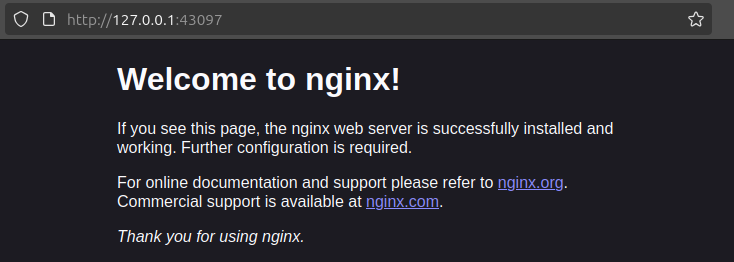 http://127.0.0.1:43097
Welcome to nginx!
If you see this page, the nginx web server is successfully installed and
working. Further configuration is required.
For online documentation and support please refer to nginx.org.
Commercial support is available at nginx.com.
Thank you for using nginx.